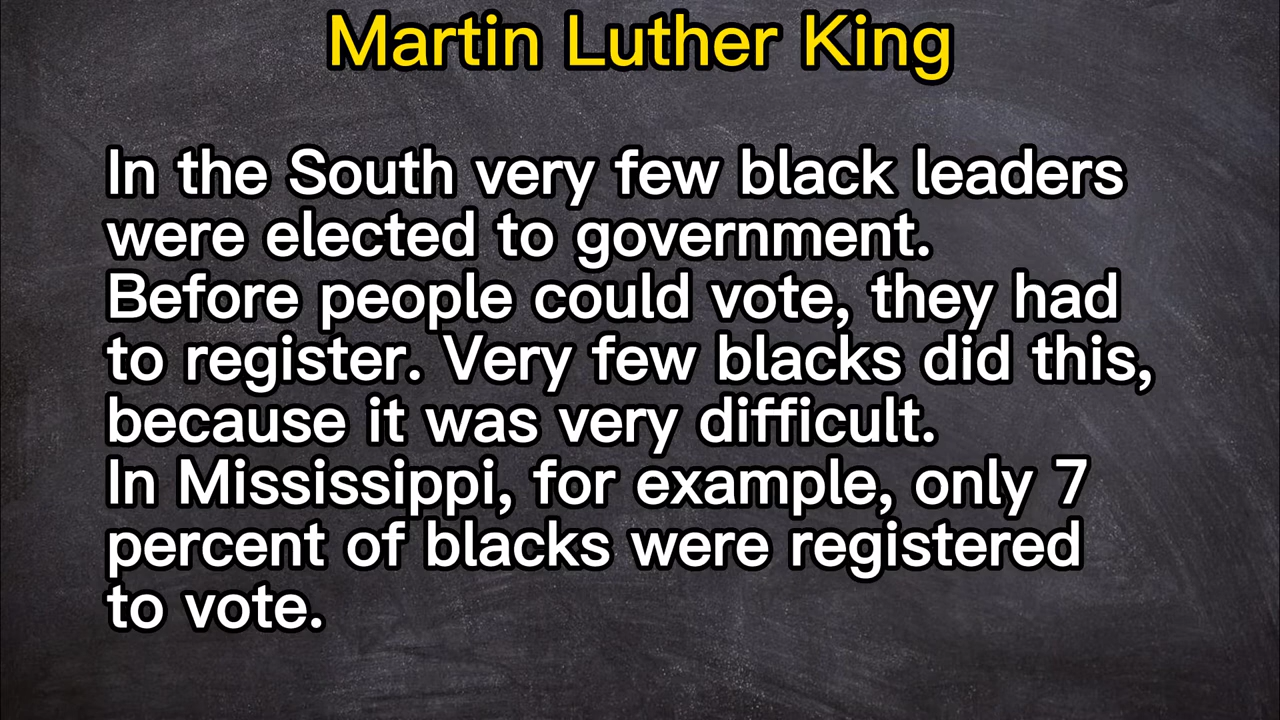 Martin Luther King
In the South very few black leaders
were elected to government.
Before people could vote, they had
to register. Very few blacks did this,
because it was very difficult.
In Mississippi, for example, only 7
percent of blacks were registered
to vote.